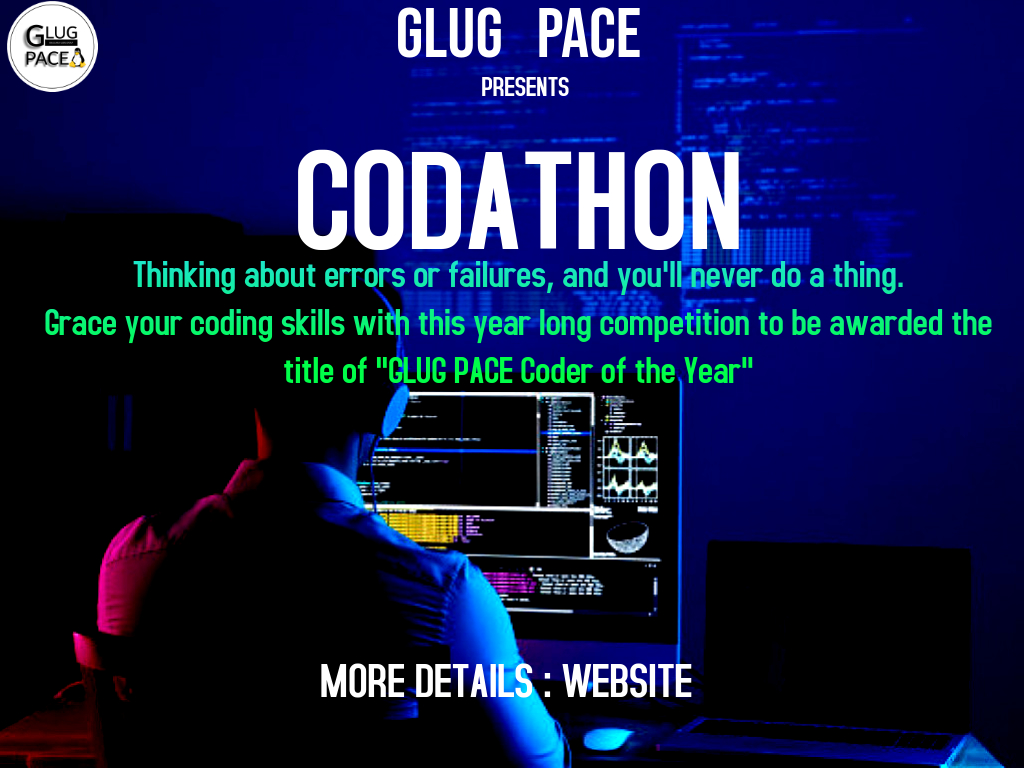 GLUG
PACE
GLUG PACE
PRESENTS
CODATHON
Thinking about errors or failures, and you'll never do a thing.
Grace your coding skills with this year long competition to be awarded the
title of "GLUG PACE Coder of the Year"
MORE DETAILS : WEBSITE